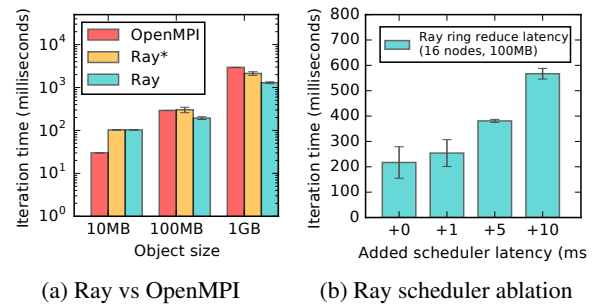 OpenMPI
Ray*
Ray
Iteration time (milliseconds)
10^4
10^3
10^2
10^1
10^0
10MB 100MB 1GB
Object size
(a) Ray vs OpenMPI
Ray ring reduce latency
(16 nodes, 100MB)
Iteration time (milliseconds)
800
700
600
500
400
300
200
100
0
+0 +1 +5 +10
Added scheduler latency (ms
(b) Ray scheduler ablation